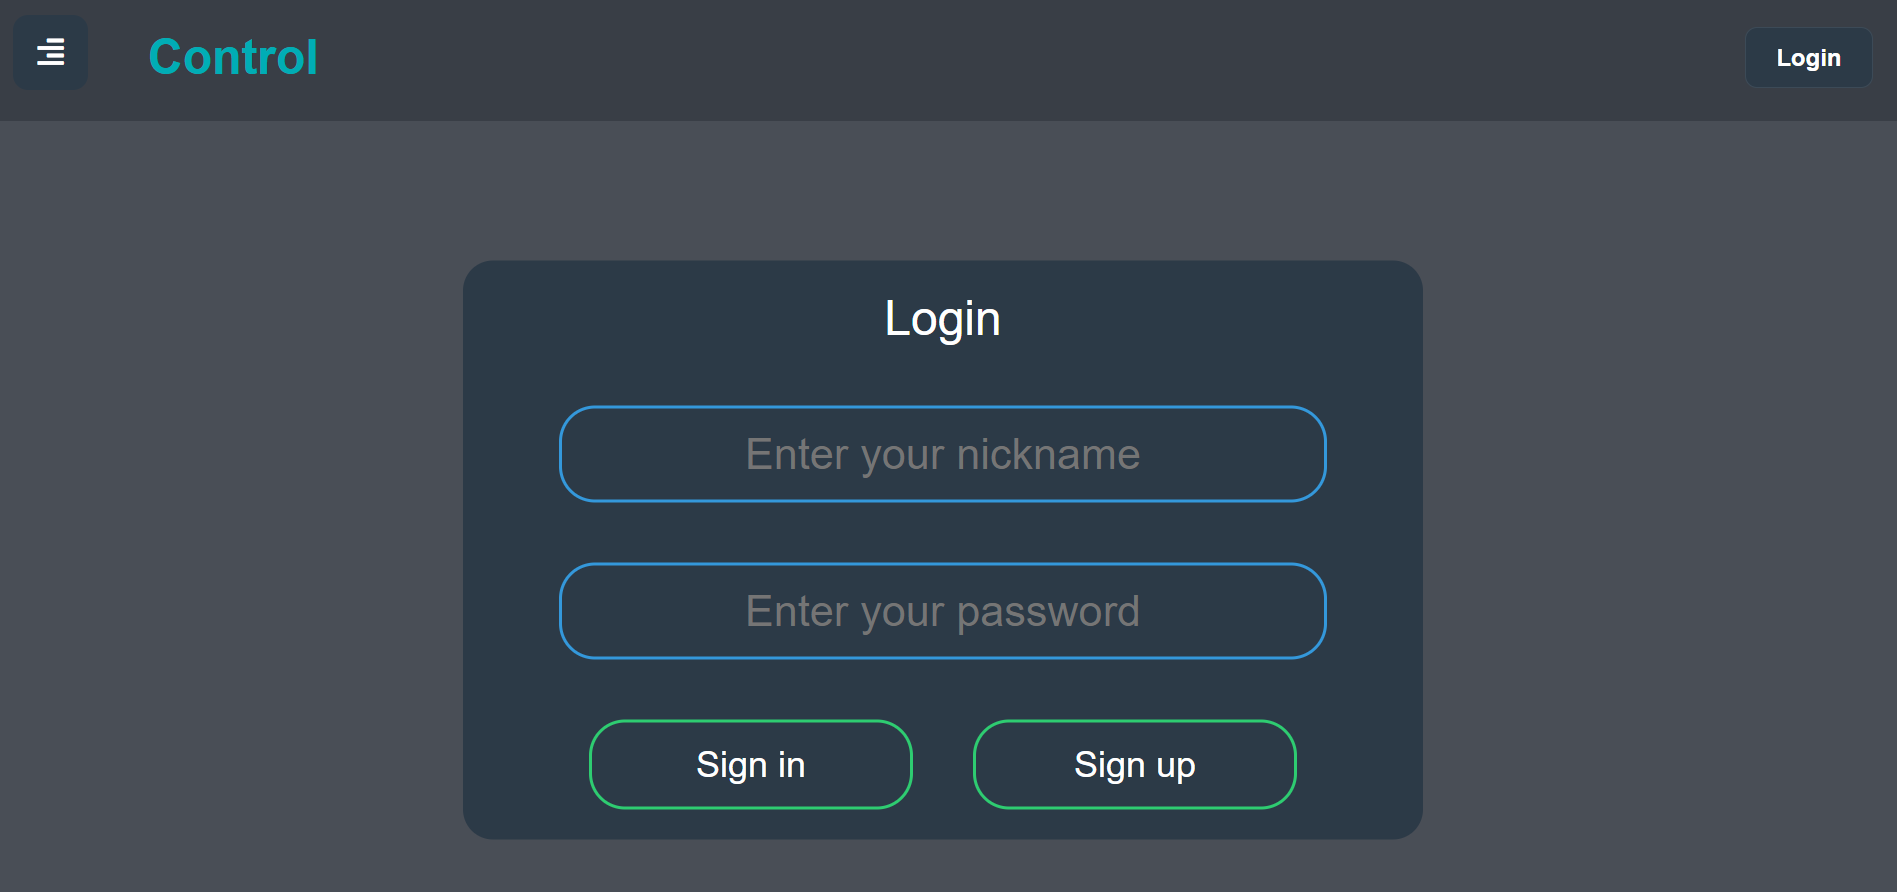 Control
Login
Login
Enter your nickname
Enter your password
Sign in
Sign up